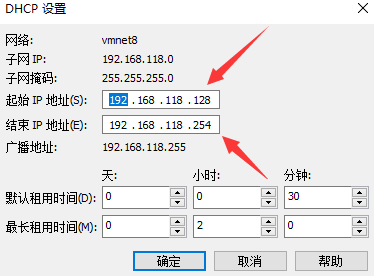 DHCP 设置
网络: vmnet8
子网 IP: 192.168.118.0
子网掩码: 255.255.255.0
起始 IP 地址(S): 192 .168 .118 .128
结束 IP 地址(E): 192 .168 .118 .254
广播地址: 192.168.118.255
天: 小时: 分钟:
默认租用时间(D): 0 0 30
最长租用时间(M): 0 2 0
确定 取消 帮助